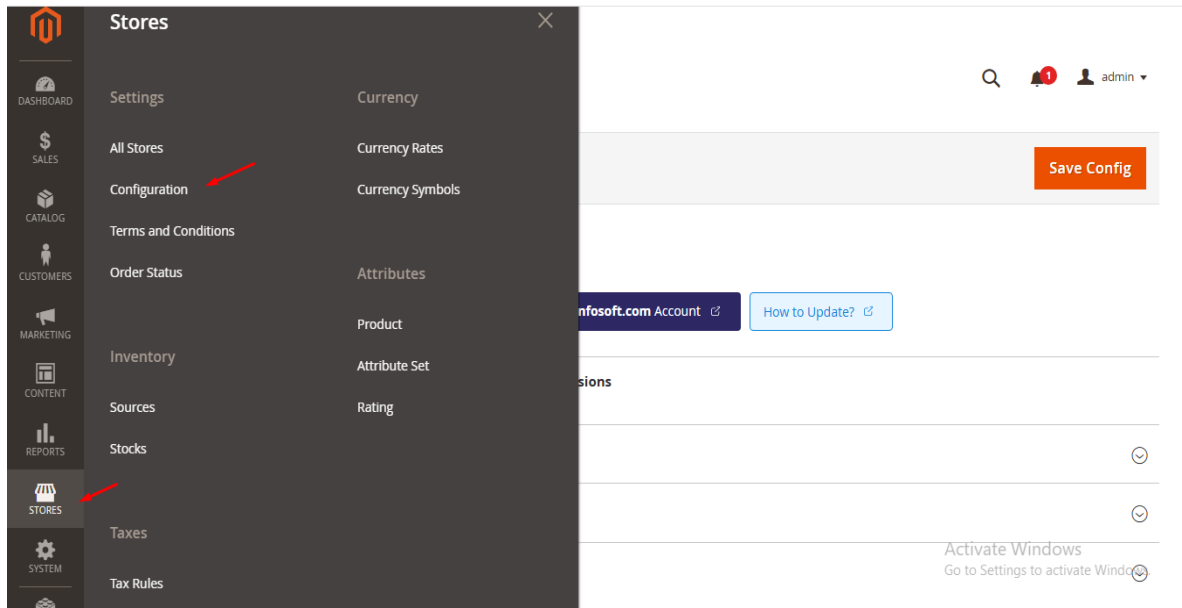 DASHBOARD
SALES
CATALOG
CUSTOMERS
MARKETING
CONTENT
REPORTS
STORES
SYSTEM
Stores
Settings
All Stores
Configuration
Terms and Conditions
Order Status
Inventory
Sources
Stocks
Taxes
Tax Rules
Currency
Currency Rates
Currency Symbols
Attributes
Product
Attribute Set
Rating
1
admin
Save Config
nfosoft.com Account
How to Update?
sions
Activate Windows
Go to Settings to activate Windows.